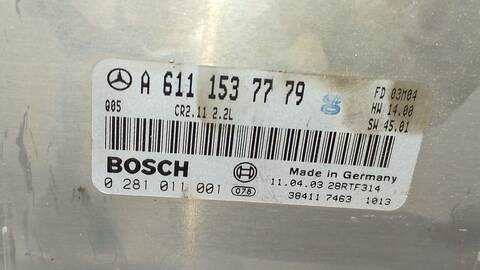 A 611 153 77 79
FD 03M04
Q05 CR2.11 2.2L
HW 14.00
SW 45.01
BOSCH
Made in Germany
0 281 011 001 078
11.04.03 28RTF314
38411 7463 1013